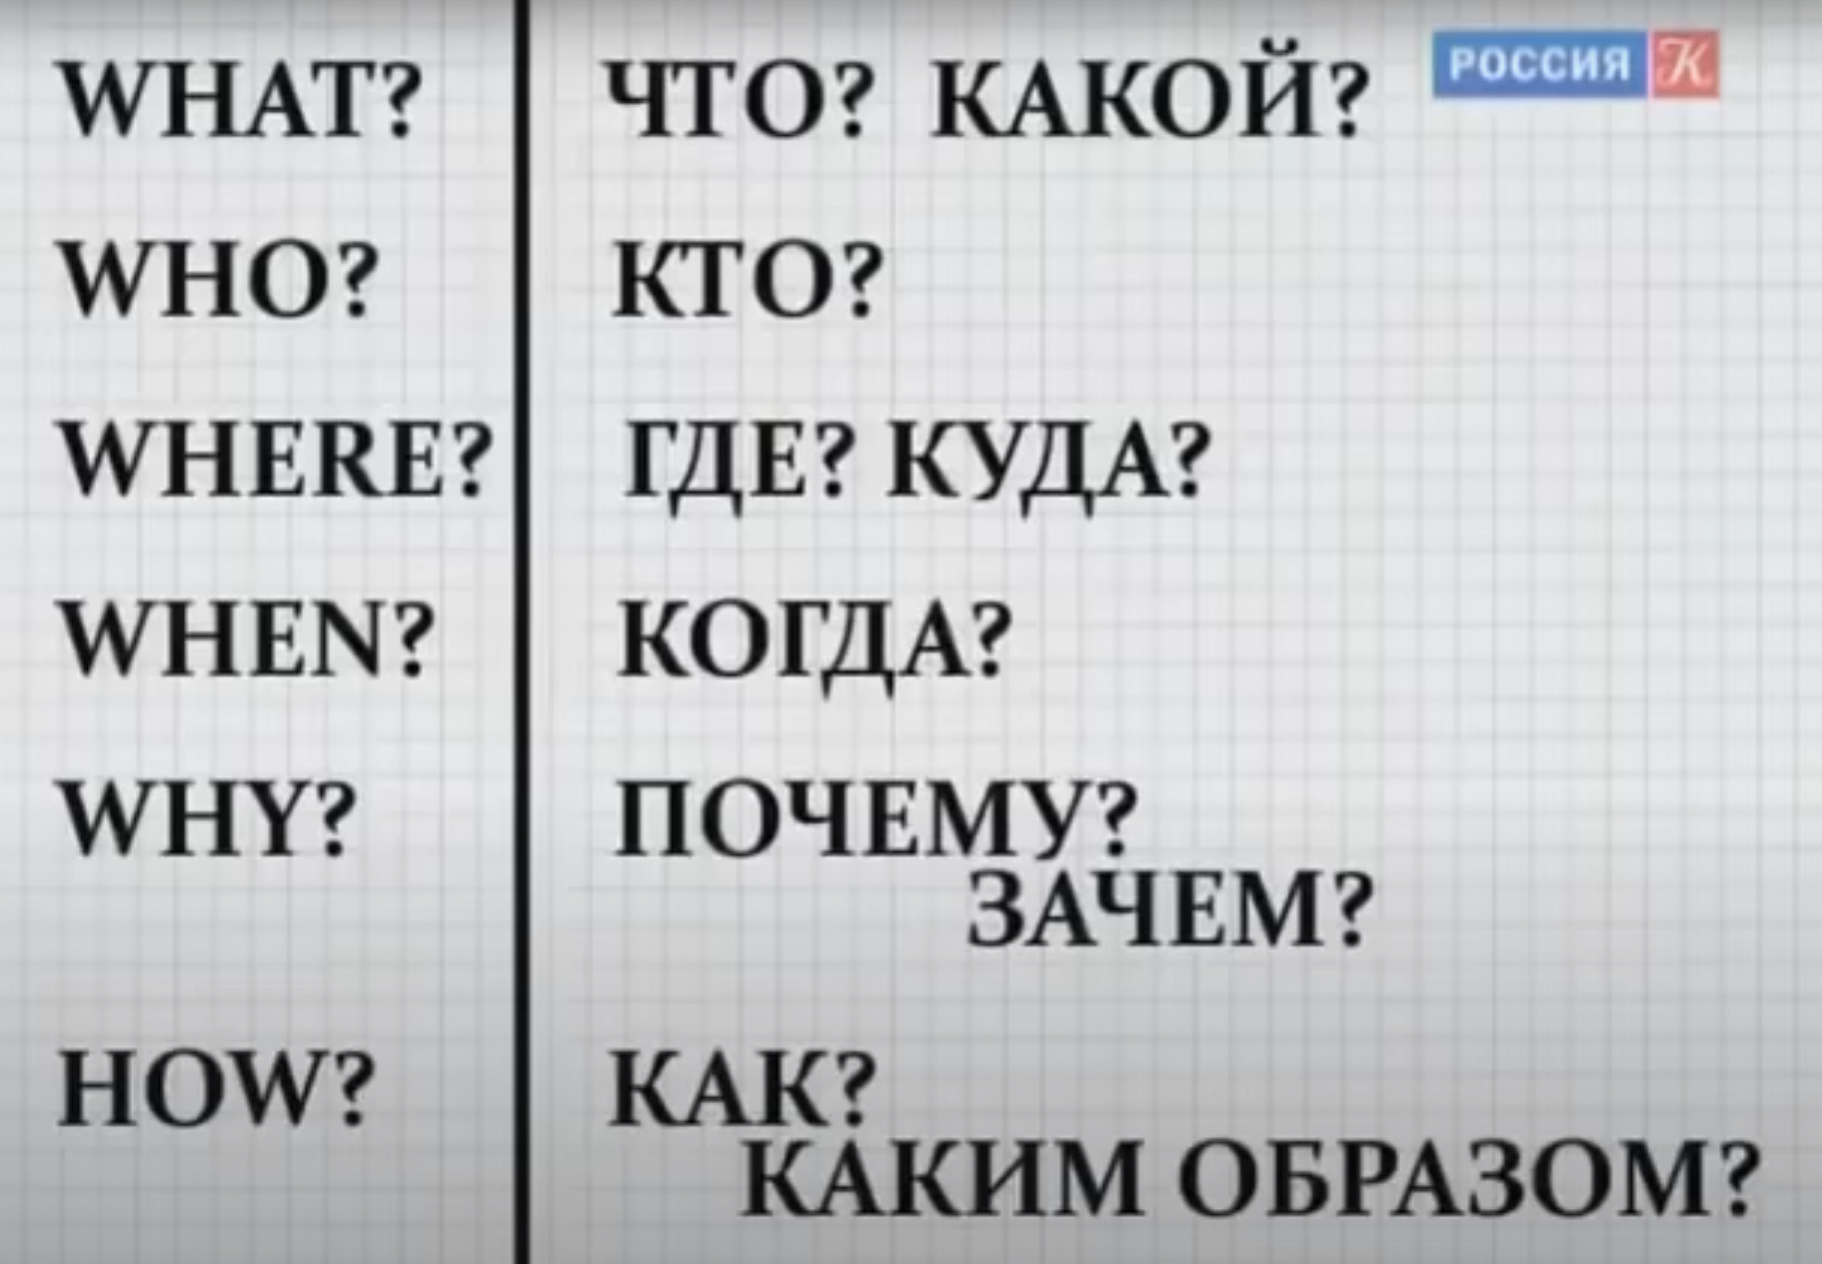 WHAT? ЧТО? КАКОЙ? РОССИЯ К
WHO? КТО?
WHERE? ГДЕ? КУДА?
WHEN? КОГДА?
WHY? ПОЧЕМУ?
ЗАЧЕМ?
HOW? КАК?
КАКИМ ОБРАЗОМ?